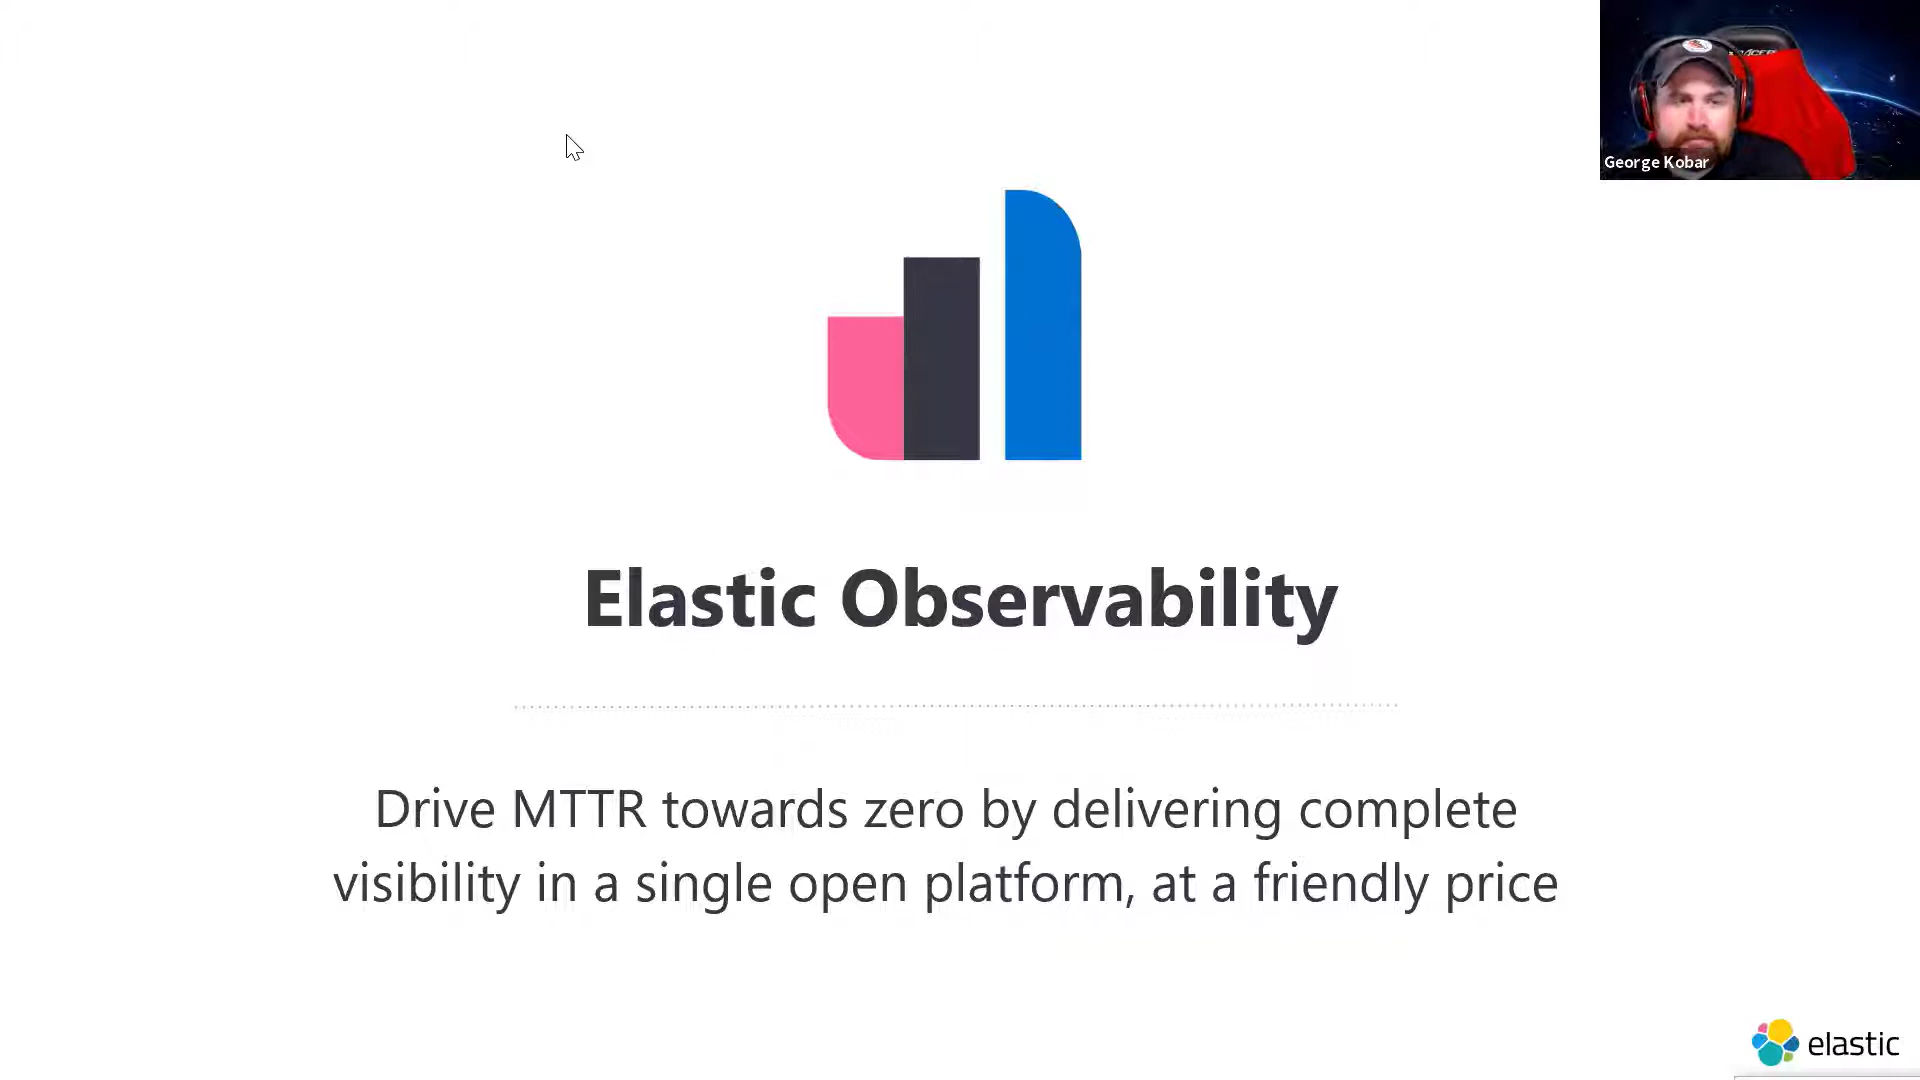 George Kobar
Elastic Observability
Drive MTTR towards zero by delivering complete
visibility in a single open platform, at a friendly price
elastic